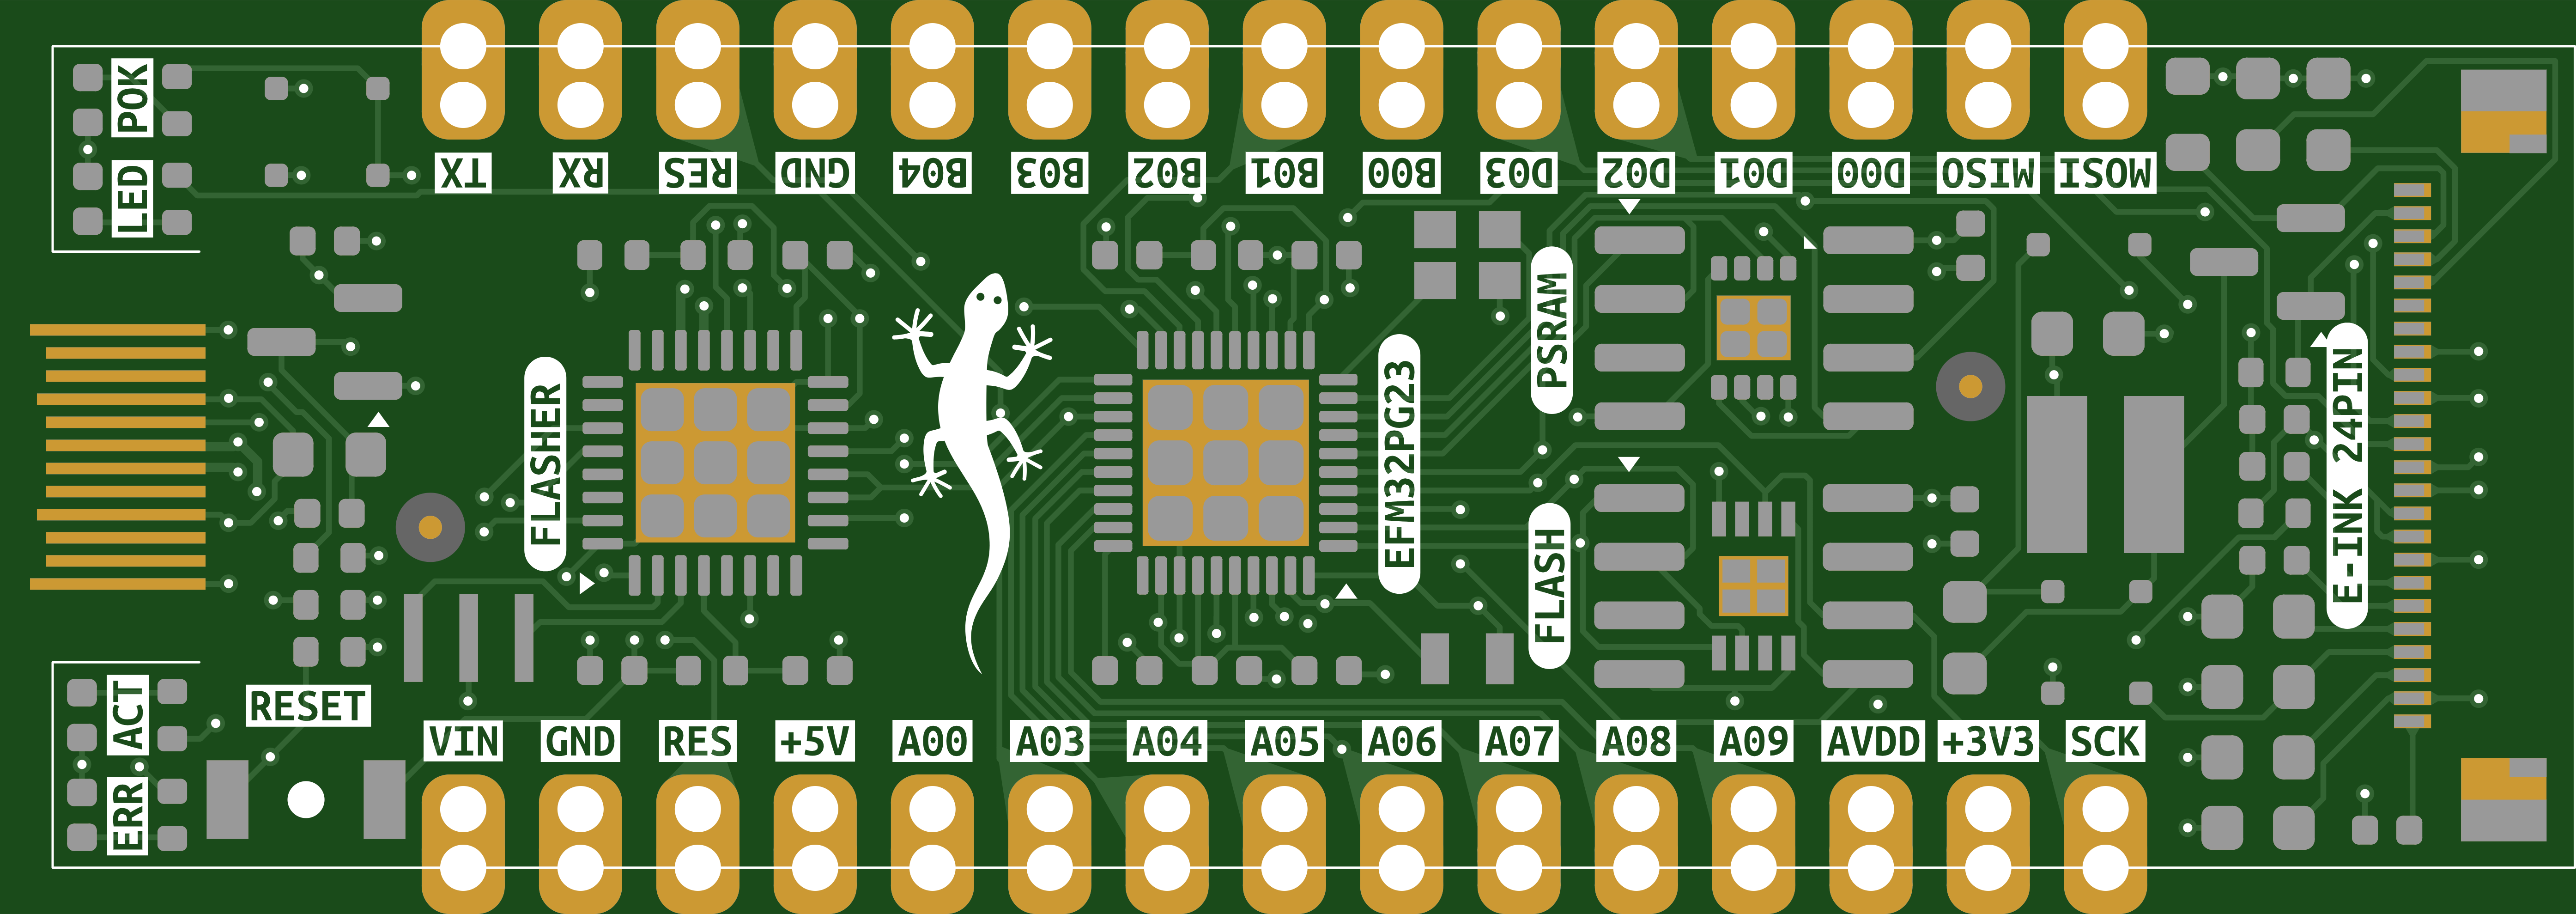 POK
LED
TX
RX
RES
GND
B04
B03
B02
B01
B00
D03
D02
D01
D00
MISO
MOSI
FLASHER
EFM32PG23
PSRAM
FLASH
E-INK 24PIN
ACT
ERR
RESET
VIN
GND
RES
+5V
A00
A03
A04
A05
A06
A07
A08
A09
AVDD
+3V3
SCK